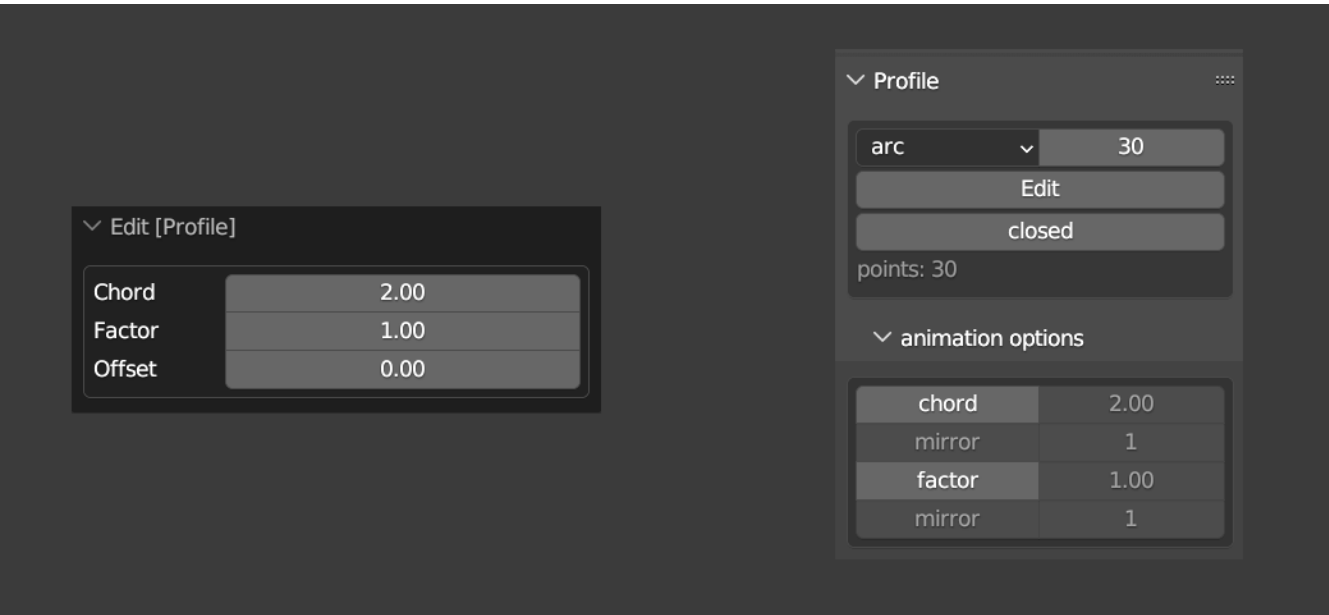 Edit [Profile]
Chord 2.00
Factor 1.00
Offset 0.00
Profile
arc 30
Edit
closed
points: 30
animation options
chord 2.00
mirror 1
factor 1.00
mirror 1